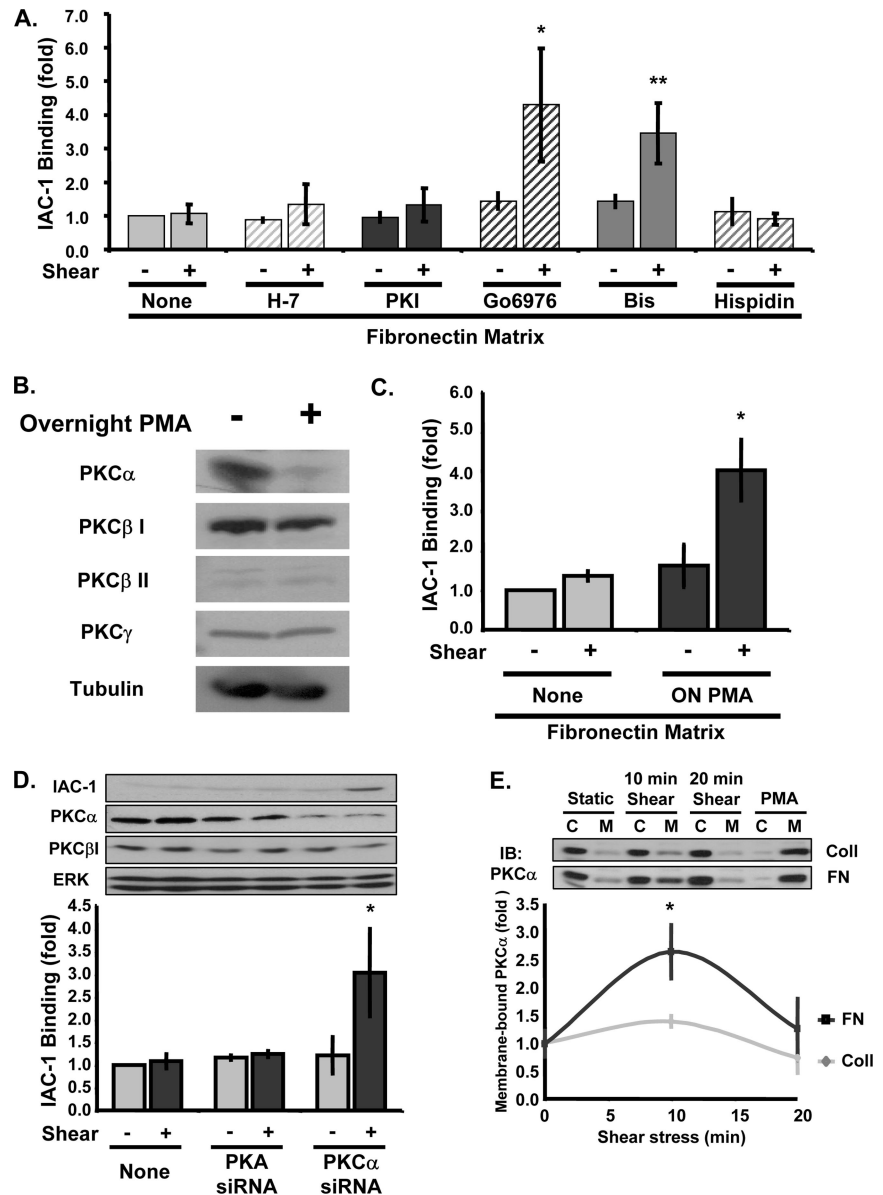 A.
IAC-1 Binding (fold)
7.0
6.0
5.0
4.0
3.0
2.0
1.0
0.0
*
**
Shear - + - + - + - + - + - +
None H-7 PKI Go6976 Bis Hispidin
Fibronectin Matrix
B.
Overnight PMA - +
PKCα
PKCβ I
PKCβ II
PKCγ
Tubulin
C.
IAC-1 Binding (fold)
6.0
5.0
4.0
3.0
2.0
1.0
0.0
*
Shear - + - +
None ON PMA
Fibronectin Matrix
D.
IAC-1
PKCα
PKCβI
ERK
IAC-1 Binding (fold)
4.5
4.0
3.5
3.0
2.5
2.0
1.5
1.0
0.5
0.0
*
Shear - + - + - +
None PKA siRNA PKCα siRNA
E.
Static 10 min Shear 20 min Shear PMA
C M C M C M C M
IB: PKCα
Coll
FN
Membrane-bound PKCα (fold)
3.5
3.0
2.5
2.0
1.5
1.0
0.5
0.0
*
FN
Coll
0 5 10 15 20
Shear stress (min)